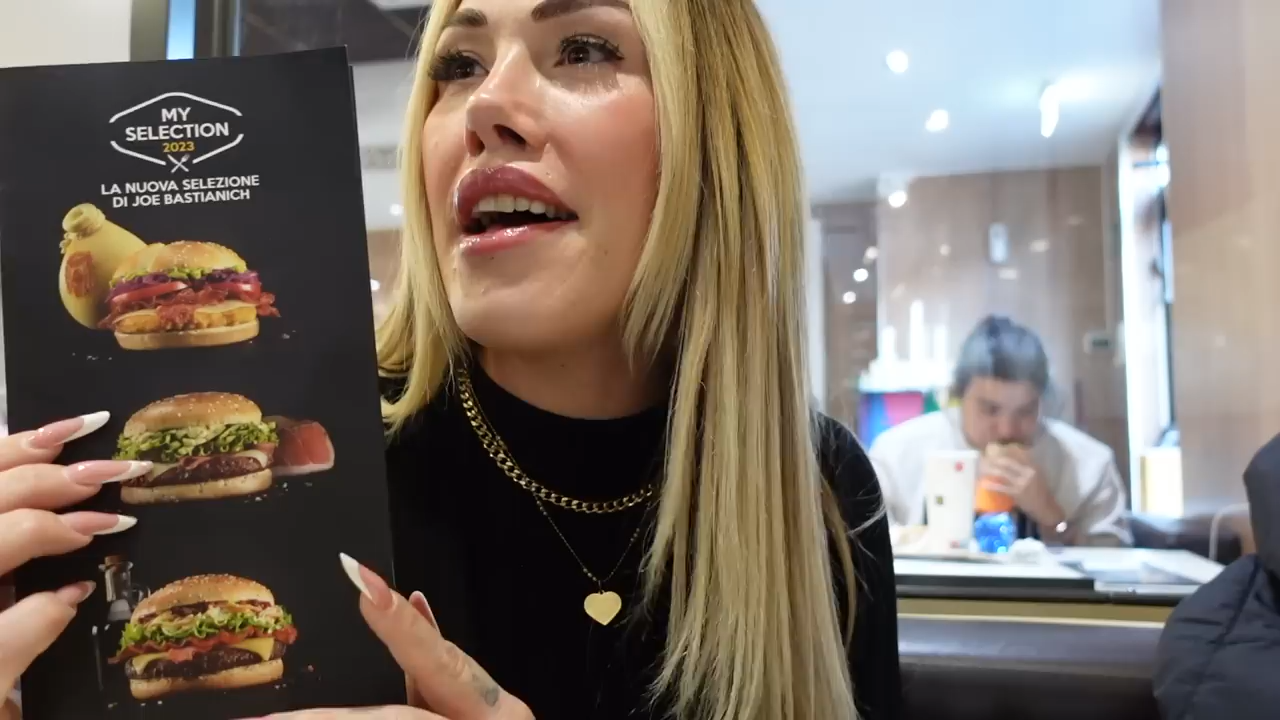 MY
SELECTION
2023
LA NUOVA SELEZIONE
DI JOE BASTIANICH